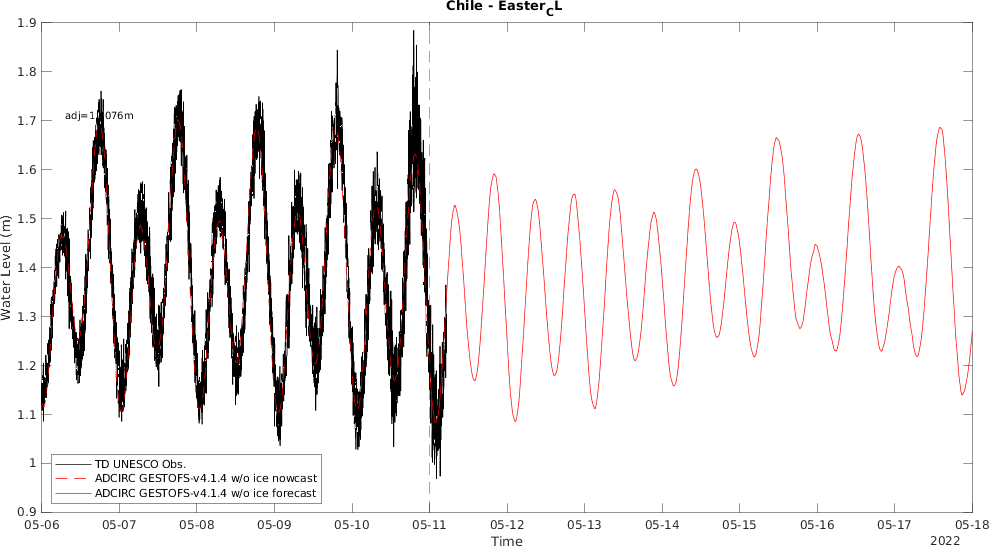 Chile - Easter_CL
1.9
1.8
1.7
1.6
1.5
1.4
1.3
1.2
1.1
1
0.9
Water Level (m)
TD UNESCO Obs.
ADCIRC GESTOFS-v4.1.4 w/o ice nowcast
ADCIRC GESTOFS-v4.1.4 w/o ice forecast
05-06 05-07 05-08 05-09 05-10 05-11 05-12 05-13 05-14 05-15 05-16 05-17 05-18
Time
2022